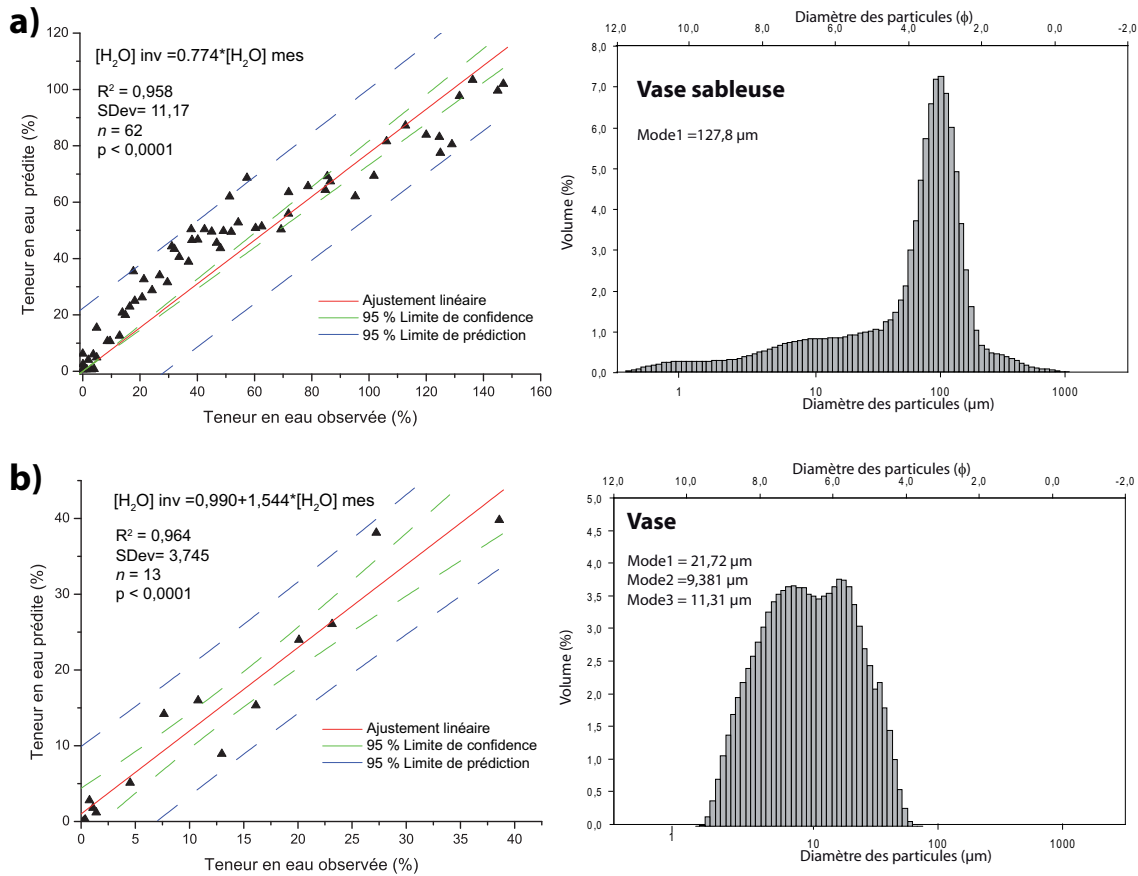 a)
[H2O] inv =0.774*[H2O] mes
R2 = 0,958
SDev= 11,17
n = 62
p < 0,0001
120
100
80
60
40
20
0
Teneur en eau prédite (%)
Ajustement linéaire
95 % Limite de confidence
95 % Limite de prédiction
0 20 40 60 80 100 120 140 160
Teneur en eau observée (%)
Diamètre des particules (ϕ)
12,0 10,0 8,0 6,0 4,0 2,0 0,0 -2,0
Vase sableuse
Mode1 =127,8 µm
8,0
7,0
6,0
5,0
4,0
3,0
2,0
1,0
0,0
Volume (%)
1 10 100 1000
Diamètre des particules (µm)
b)
[H2O] inv =0,990+1,544*[H2O] mes
R2 = 0,964
SDev= 3,745
n = 13
p < 0,0001
40
30
20
10
0
Teneur en eau prédite (%)
Ajustement linéaire
95 % Limite de confidence
95 % Limite de prédiction
0 5 10 15 20 25 30 35 40
Teneur en eau observée (%)
Diamètre des particules (ϕ)
12,0 10,0 8,0 6,0 4,0 2,0 0,0 -2,0
Vase
Mode1 = 21,72 µm
Mode2 =9,381 µm
Mode3 = 11,31 µm
5,0
4,5
4,0
3,5
3,0
2,5
2,0
1,5
1,0
0,5
0,0
Volume (%)
1 10 100 1000
Diamètre des particules (µm)